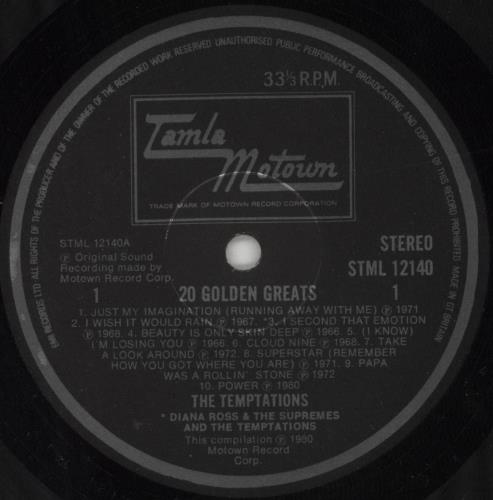 EMI RECORDS LTD ALL RIGHTS OF THE PRODUCER AND OF THE OWNER OF THE RECORDED WORK RESERVED UNAUTHORISED PUBLIC PERFORMANCE BROADCASTING AND COPYING OF THIS RECORD PROHIBITED MADE IN GT BRITAIN
33⅓ R.P.M.
Tamla
Motown
TRADE MARK OF MOTOWN RECORD CORPORATION
STML 12140A
℗ Original Sound
Recording made by
Motown Record Corp.
STEREO
STML 12140
1 20 GOLDEN GREATS 1
1. JUST MY IMAGINATION (RUNNING AWAY WITH ME) ℗ 1971
2. I WISH IT WOULD RAIN ℗ 1967. *3. I SECOND THAT EMOTION
℗ 1968. 4. BEAUTY IS ONLY SKIN DEEP ℗ 1966. 5. (I KNOW)
I'M LOSING YOU ℗ 1966. 6. CLOUD NINE ℗ 1968. 7. TAKE
A LOOK AROUND ℗ 1972. 8. SUPERSTAR (REMEMBER
HOW YOU GOT WHERE YOU ARE) ℗ 1971. 9. PAPA
WAS A ROLLIN' STONE ℗ 1972
10. POWER ℗ 1980
THE TEMPTATIONS
* DIANA ROSS & THE SUPREMES
AND THE TEMPTATIONS
This compilation ℗ 1980
Motown Record
Corp.